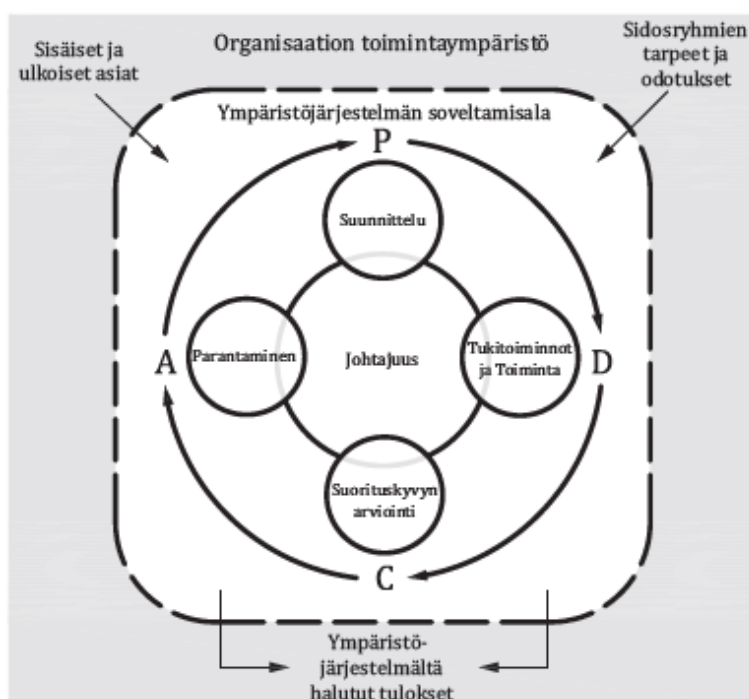 Sisäiset ja
ulkoiset asiat
Organisaation toimintaympäristö
Sidosryhmien
tarpeet ja
odotukset
Ympäristöjärjestelmän soveltamisala
P
Suunnittelu
A
Parantaminen
Johtajuus
Tukitoiminnot
ja Toiminta
D
Suorituskyvyn
arviointi
C
Ympäristö-
järjestelmältä
halutut tulokset